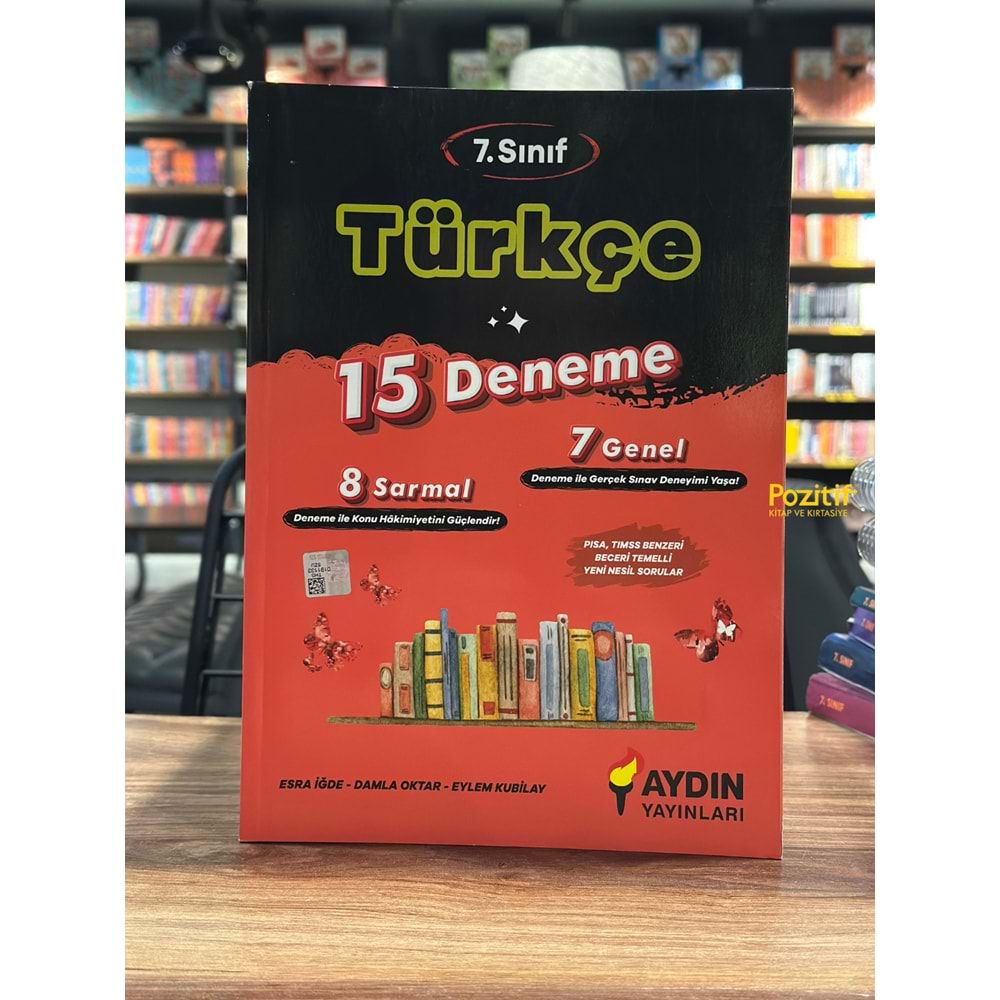 7. Sınıf
Türkçe
15 Deneme
7 Genel
Deneme ile Gerçek Sınav Deneyimi Yaşa!
8 Sarmal
Deneme ile Konu Hâkimiyetini Güçlendir!
PISA, TIMSS BENZERİ
BECERİ TEMELLİ
YENİ NESİL SORULAR
ESRA İĞDE - DAMLA OKTAR - EYLEM KUBİLAY
AYDIN
YAYINLARI
Pozitif
KİTAP VE KIRTASİYE
7. SINIF